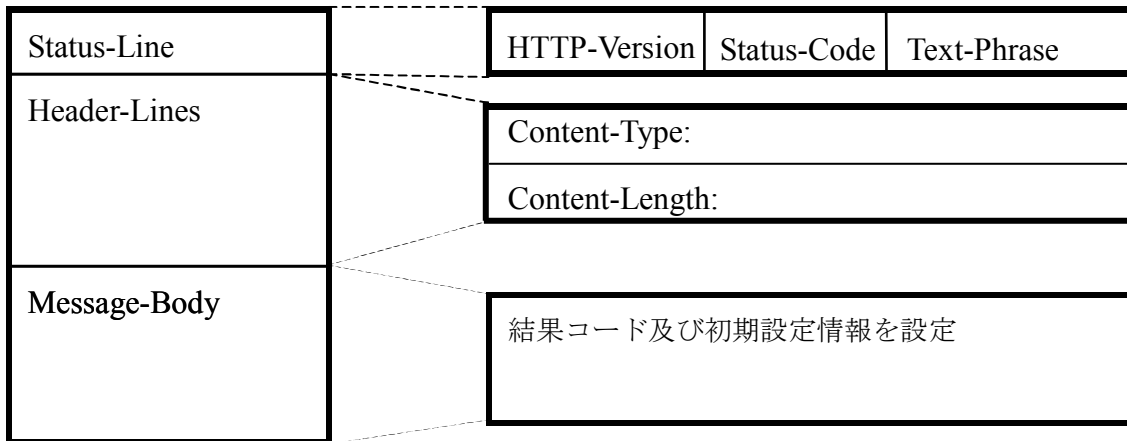 Status-Line
HTTP-Version Status-Code Text-Phrase
Header-Lines
Content-Type:
Content-Length:
Message-Body
結果コード及び初期設定情報を設定